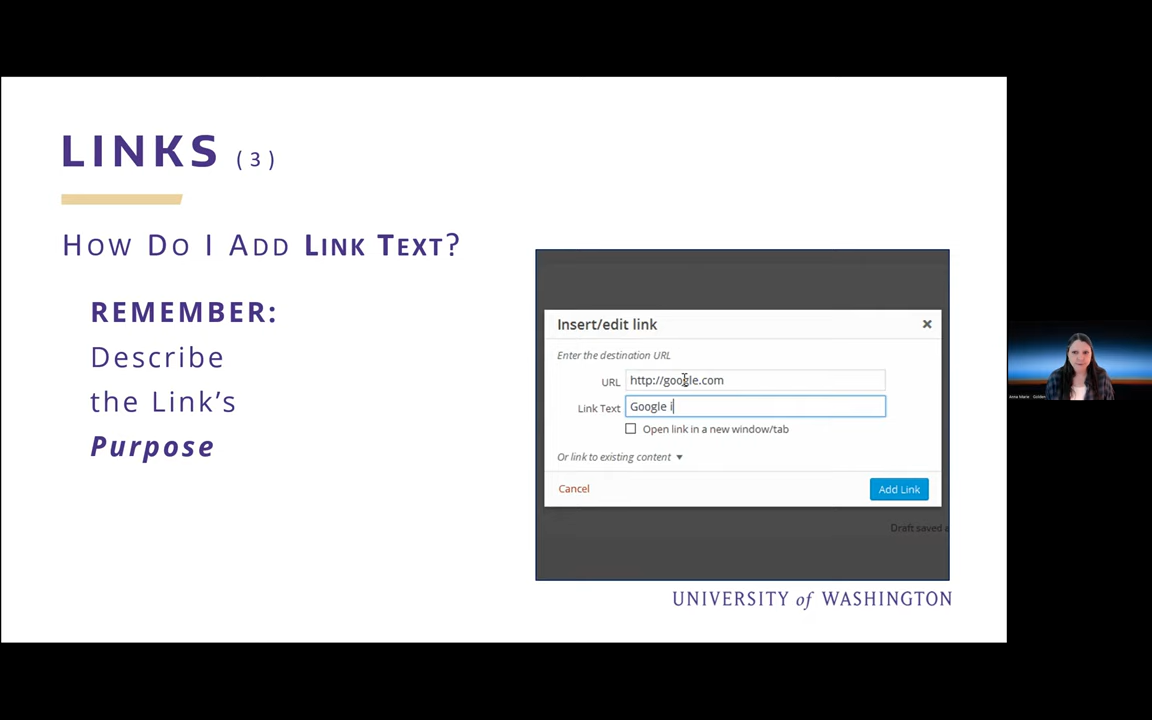 LINKS (3)
HOW DO I ADD LINK TEXT?
REMEMBER:
Describe
the Link's
Purpose
Insert/edit link
Enter the destination URL
URL http://google.com
Link Text Google i
Open link in a new window/tab
Or link to existing content
Cancel
Add Link
Draft saved a
UNIVERSITY of WASHINGTON